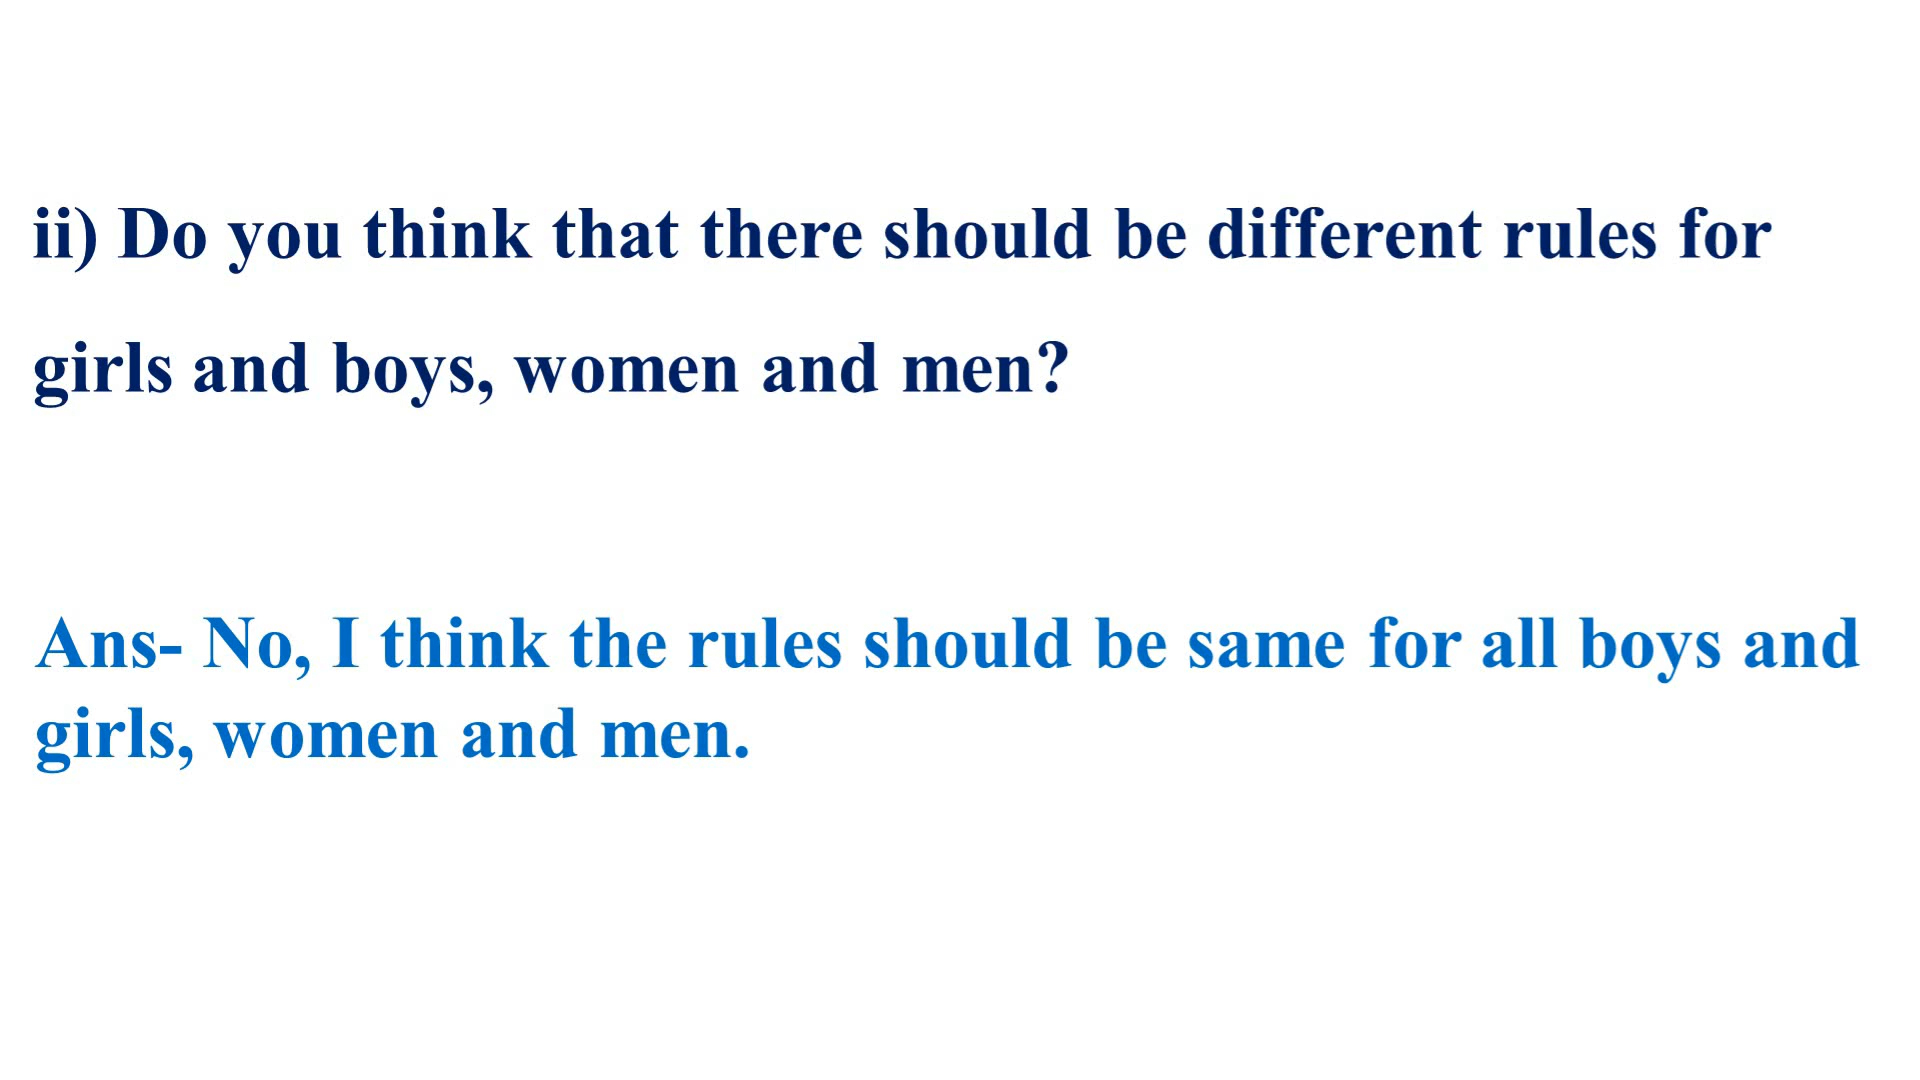 ii) Do you think that there should be different rules for
girls and boys, women and men?
Ans- No, I think the rules should be same for all boys and
girls, women and men.